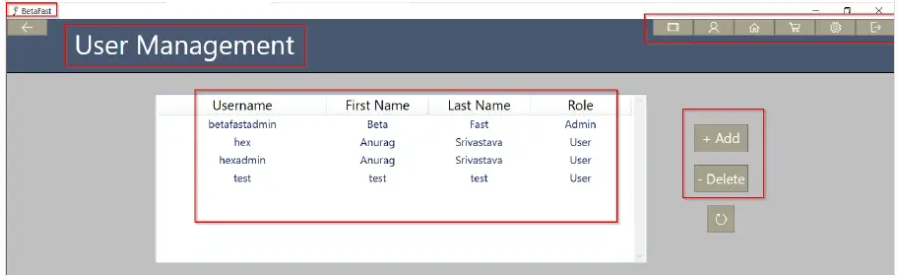 BetaFast
User Management
Username First Name Last Name Role
betafastadmin Beta Fast Admin
hex Anurag Srivastava User
hexadmin Anurag Srivastava User
test test test User
+ Add
- Delete